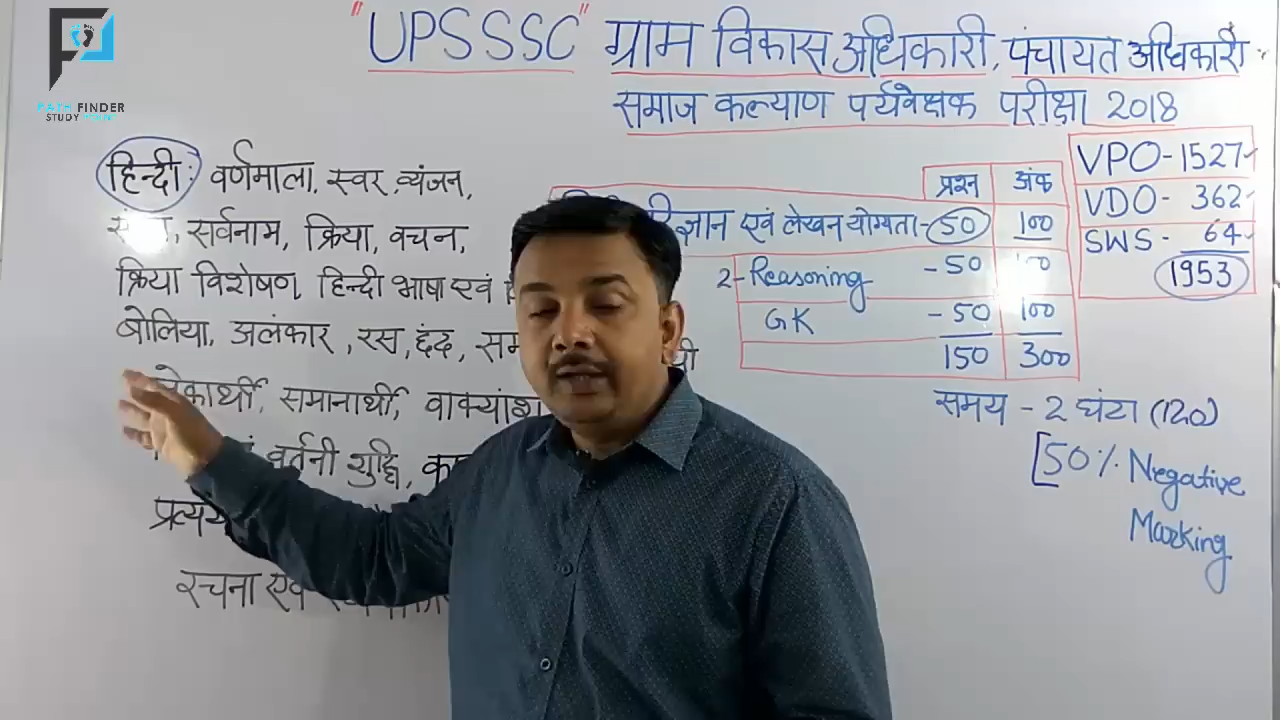 PATH FINDER
STUDY POINT
"UPSSSC" ग्राम विकास अधिकारी, पंचायत अधिकारी
समाज कल्याण पर्यवेक्षक परीक्षा 2018
हिन्दी: वर्णमाला, स्वर, व्यंजन,
सर्वनाम, क्रिया, वचन,
क्रिया विशेषण, हिन्दी भाषा एवं
बोलिया, अलंकार, रस, छंद,
समानार्थी, वाक्यांश
वर्तनी शुद्धि,
रचना एवं
प्रश्न अंक
एवं लेखन योग्यता - 50 100
2- Reasoning - 50
GK - 50 100
150 300
समय - 2 घंटा (120)
[50% Negative
Marking
VPO - 1527
VDO - 362
SWS - 64
1953